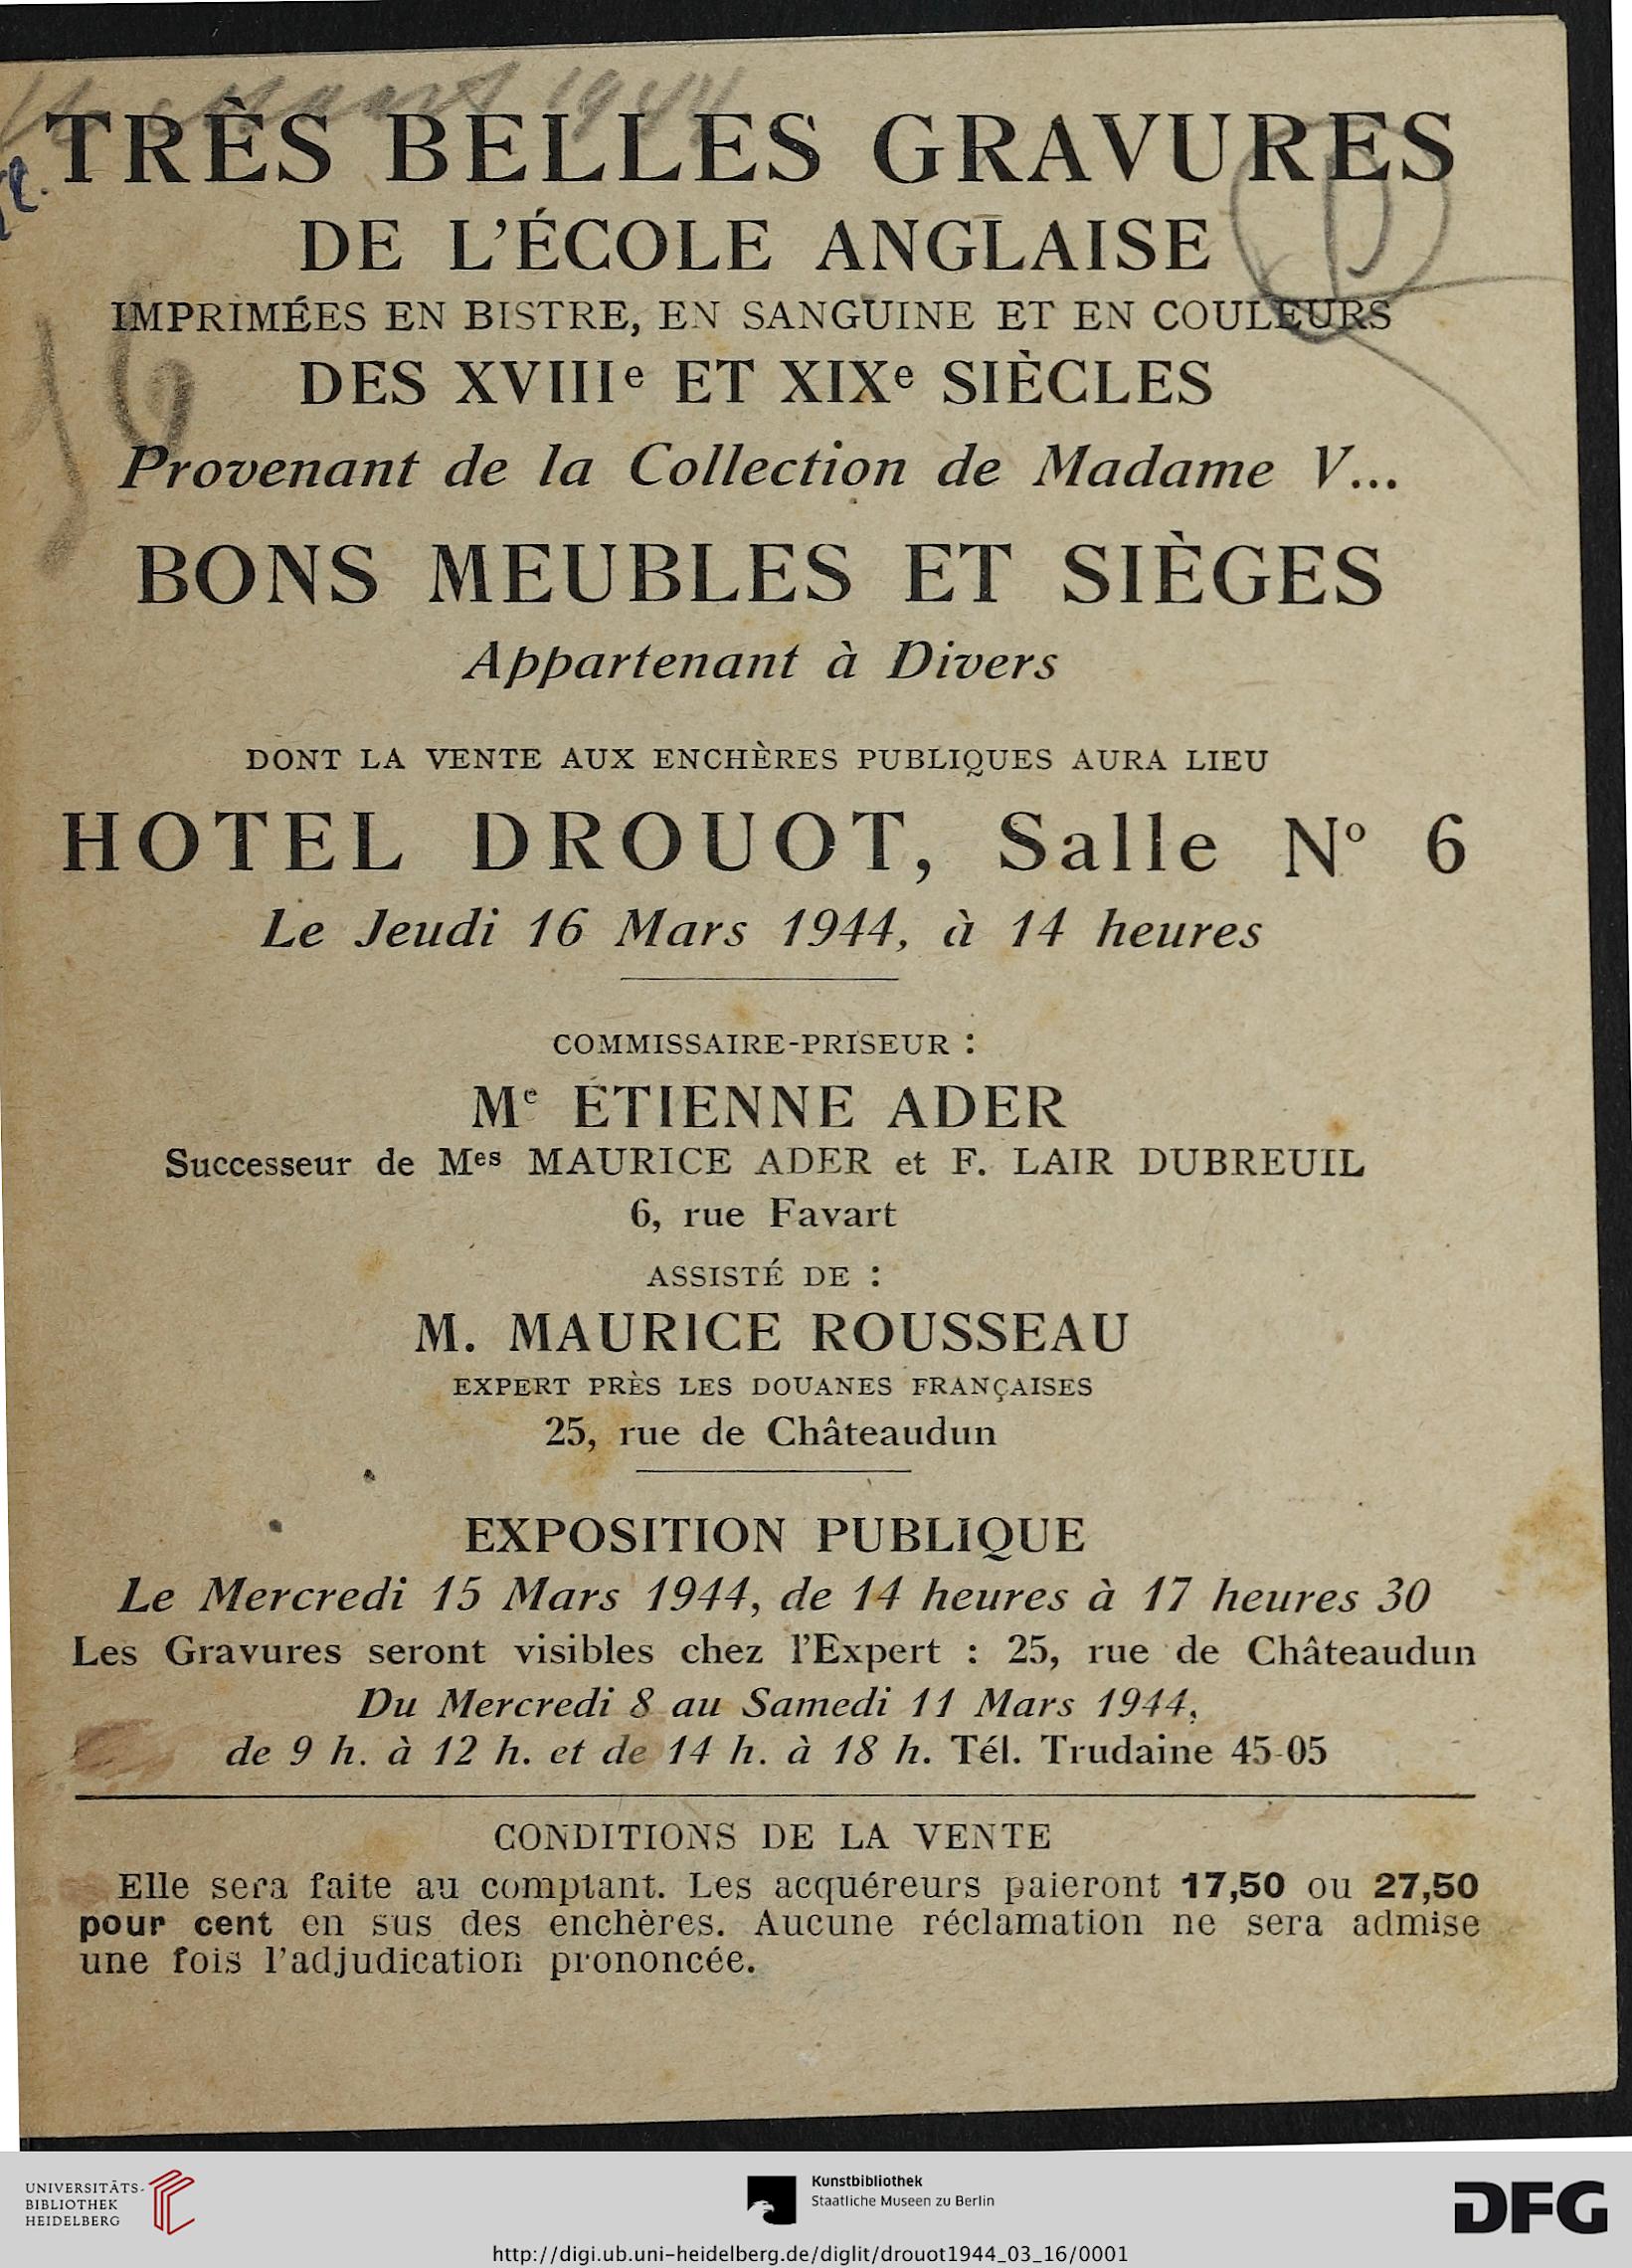 16 Mars 1944
TRÈS BELLES GRAVURES
DE L'ÉCOLE ANGLAISE
IMPRIMÉES EN BISTRE, EN SANGUINE ET EN COULEURS
DES XVIIIe ET XIXe SIÈCLES
16
Provenant de la Collection de Madame V...
BONS MEUBLES ET SIÈGES
Appartenant à Divers
DONT LA VENTE AUX ENCHÈRES PUBLIQUES AURA LIEU
HOTEL DROUOT, Salle No 6
Le Jeudi 16 Mars 1944, à 14 heures
COMMISSAIRE-PRISEUR :
Me ÉTIENNE ADER
Successeur de Mes MAURICE ADER et F. LAIR DUBREUIL
6, rue Favart
ASSISTÉ DE :
M. MAURICE ROUSSEAU
EXPERT PRÈS LES DOUANES FRANÇAISES
25, rue de Châteaudun
EXPOSITION PUBLIQUE
Le Mercredi 15 Mars 1944, de 14 heures à 17 heures 30
Les Gravures seront visibles chez l'Expert : 25, rue de Châteaudun
Du Mercredi 8 au Samedi 11 Mars 1944,
de 9 h. à 12 h. et de 14 h. à 18 h. Tél. Trudaine 45-05
CONDITIONS DE LA VENTE
Elle sera faite au comptant. Les acquéreurs paieront 17,50 ou 27,50
pour cent en sus des enchères. Aucune réclamation ne sera admise
une fois l'adjudication prononcée.
UNIVERSITÄTS-
BIBLIOTHEK
HEIDELBERG
Kunstbibliothek
Staatliche Museen zu Berlin
DFG
http://digi.ub.uni-heidelberg.de/diglit/drouot1944_03_16/0001